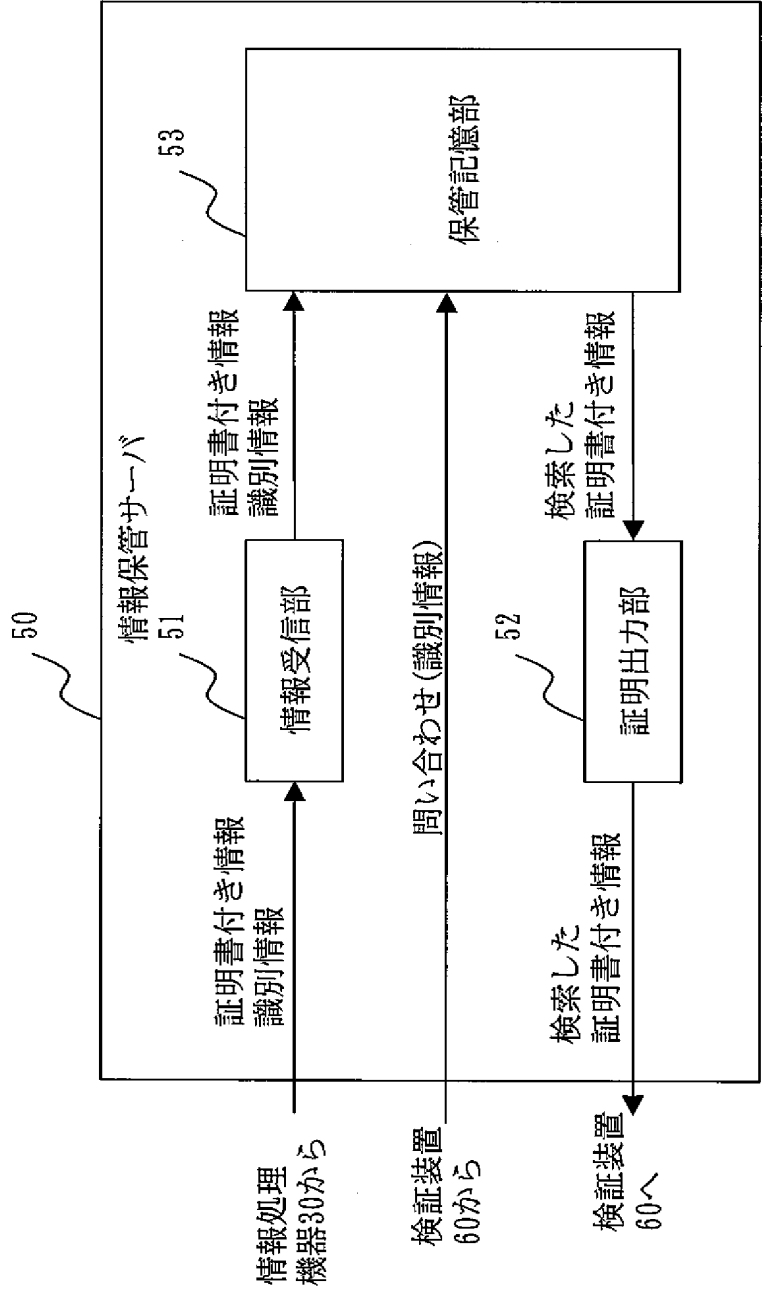 50
情報保管サーバ
51
情報受信部
53
保管記憶部
52
証明出力部
情報処理
機器30から
証明書付き情報
識別情報
証明書付き情報
識別情報
検証装置
60から
問い合わせ(識別情報)
検証装置
60へ
検索した
証明書付き情報
検索した
証明書付き情報